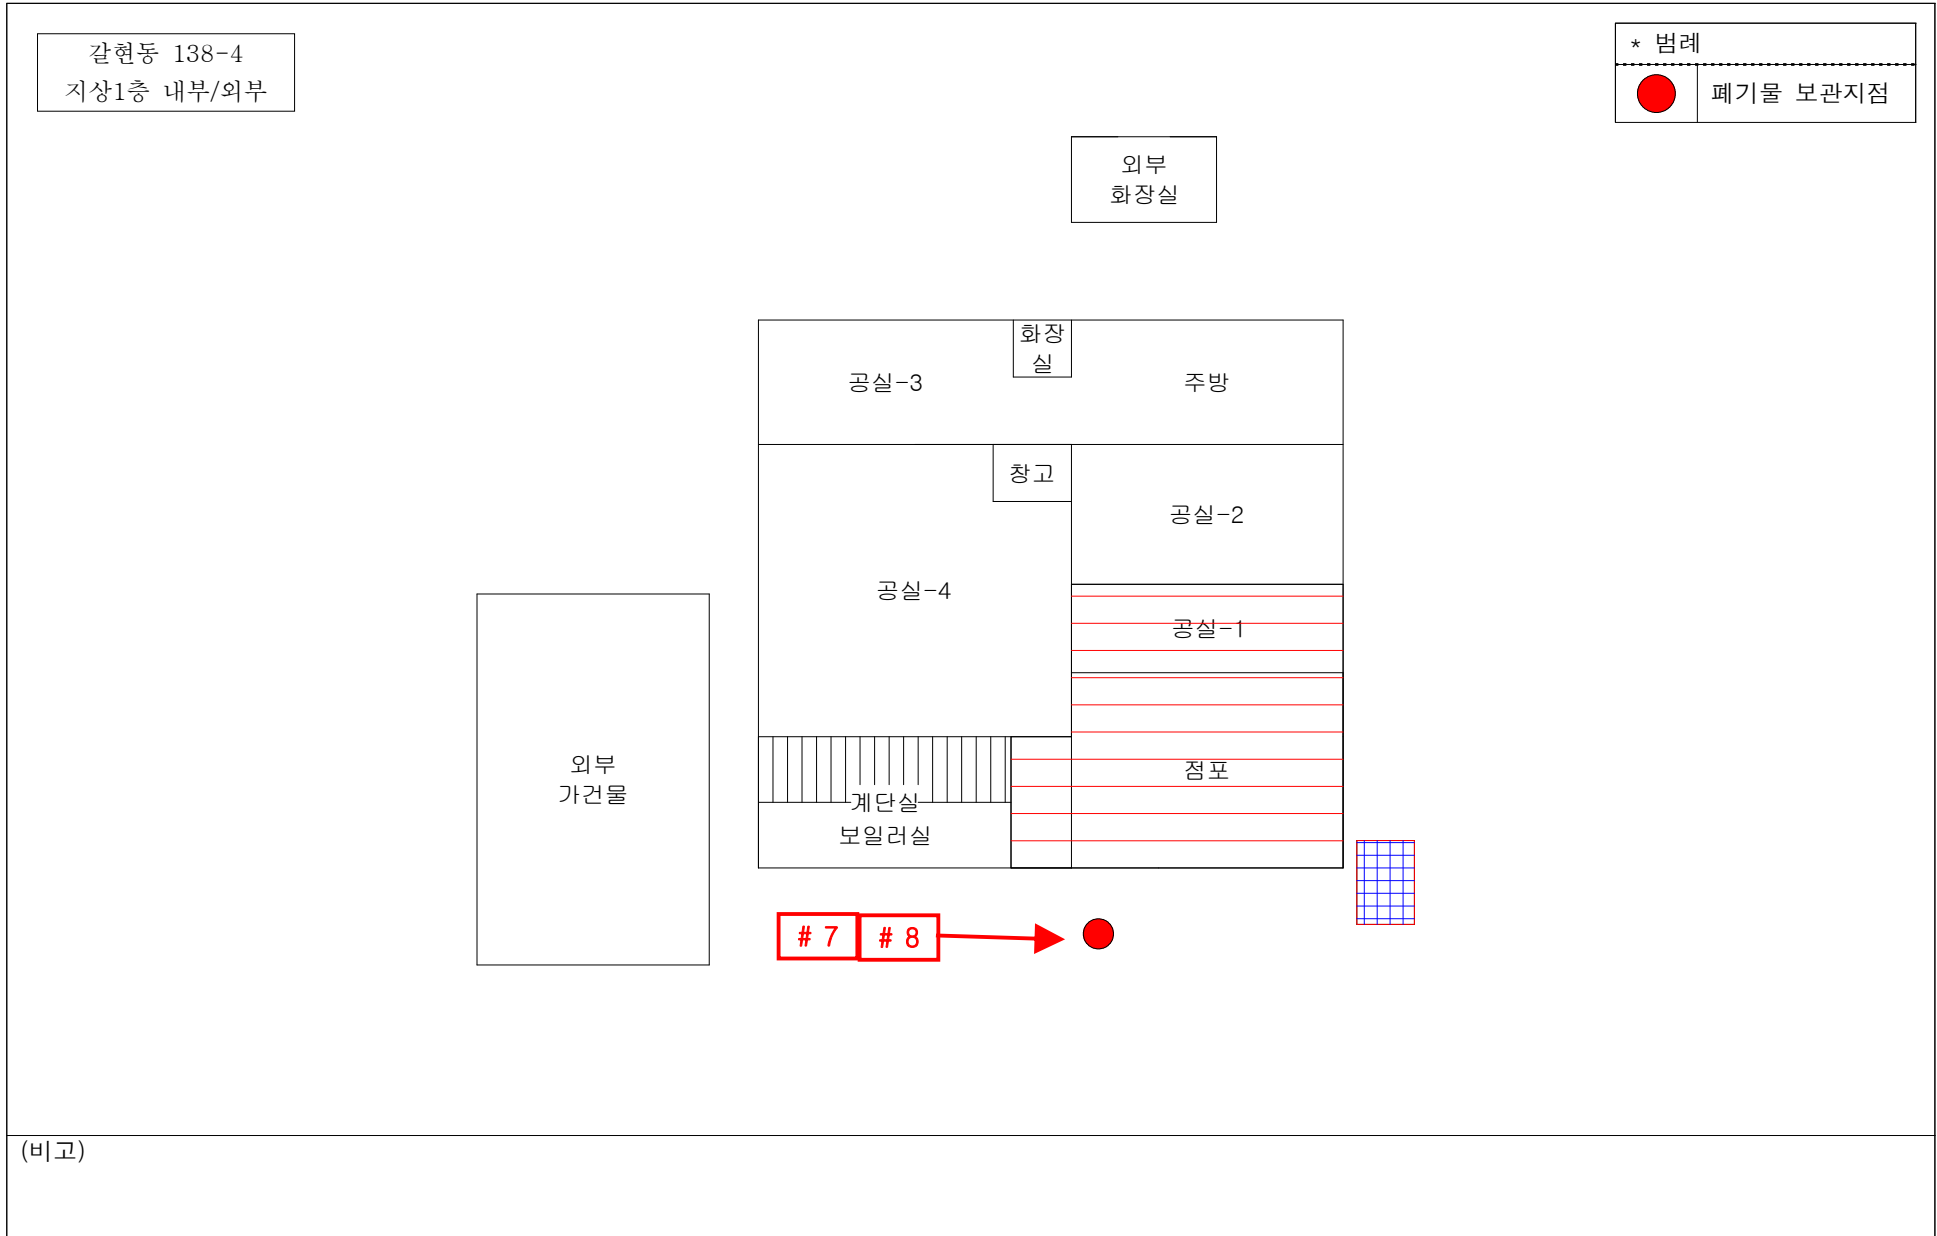 갈현동 138-4
지상1층 내부/외부
* 범례
폐기물 보관지점
외부
화장실
화장
실
공실-3
주방
창고
공실-2
공실-4
공실-1
외부
가건물
점포
계단실
보일러실
# 7
# 8
(비고)